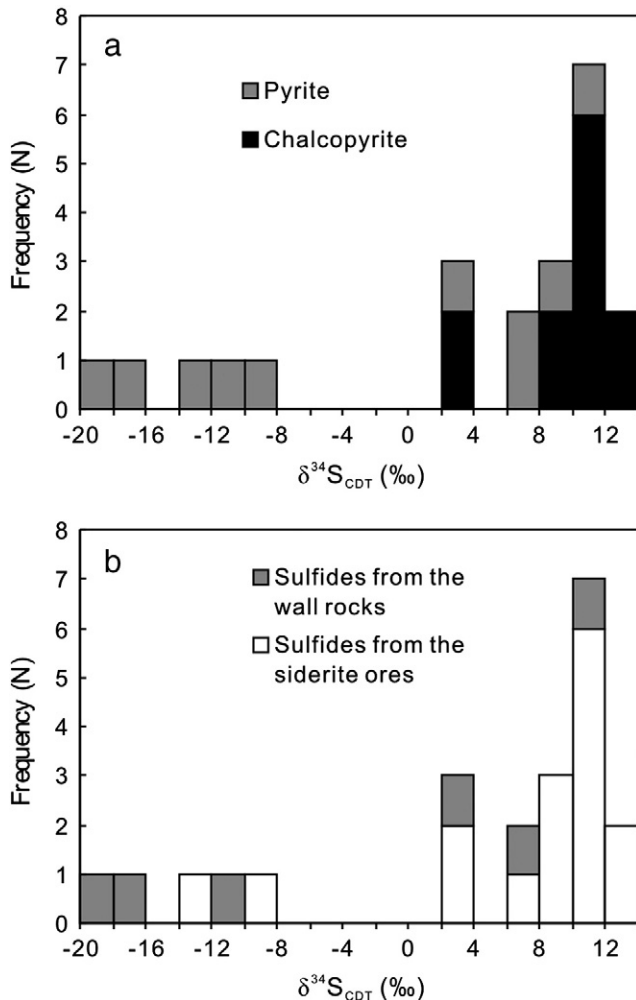 a
8
7
6
5
4
3
2
1
0
Frequency (N)
Pyrite
Chalcopyrite
-20 -16 -12 -8 -4 0 4 8 12
δ³⁴S_CDT (‰)
b
8
7
6
5
4
3
2
1
0
Frequency (N)
Sulfides from the
wall rocks
Sulfides from the
siderite ores
-20 -16 -12 -8 -4 0 4 8 12
δ³⁴S_CDT (‰)